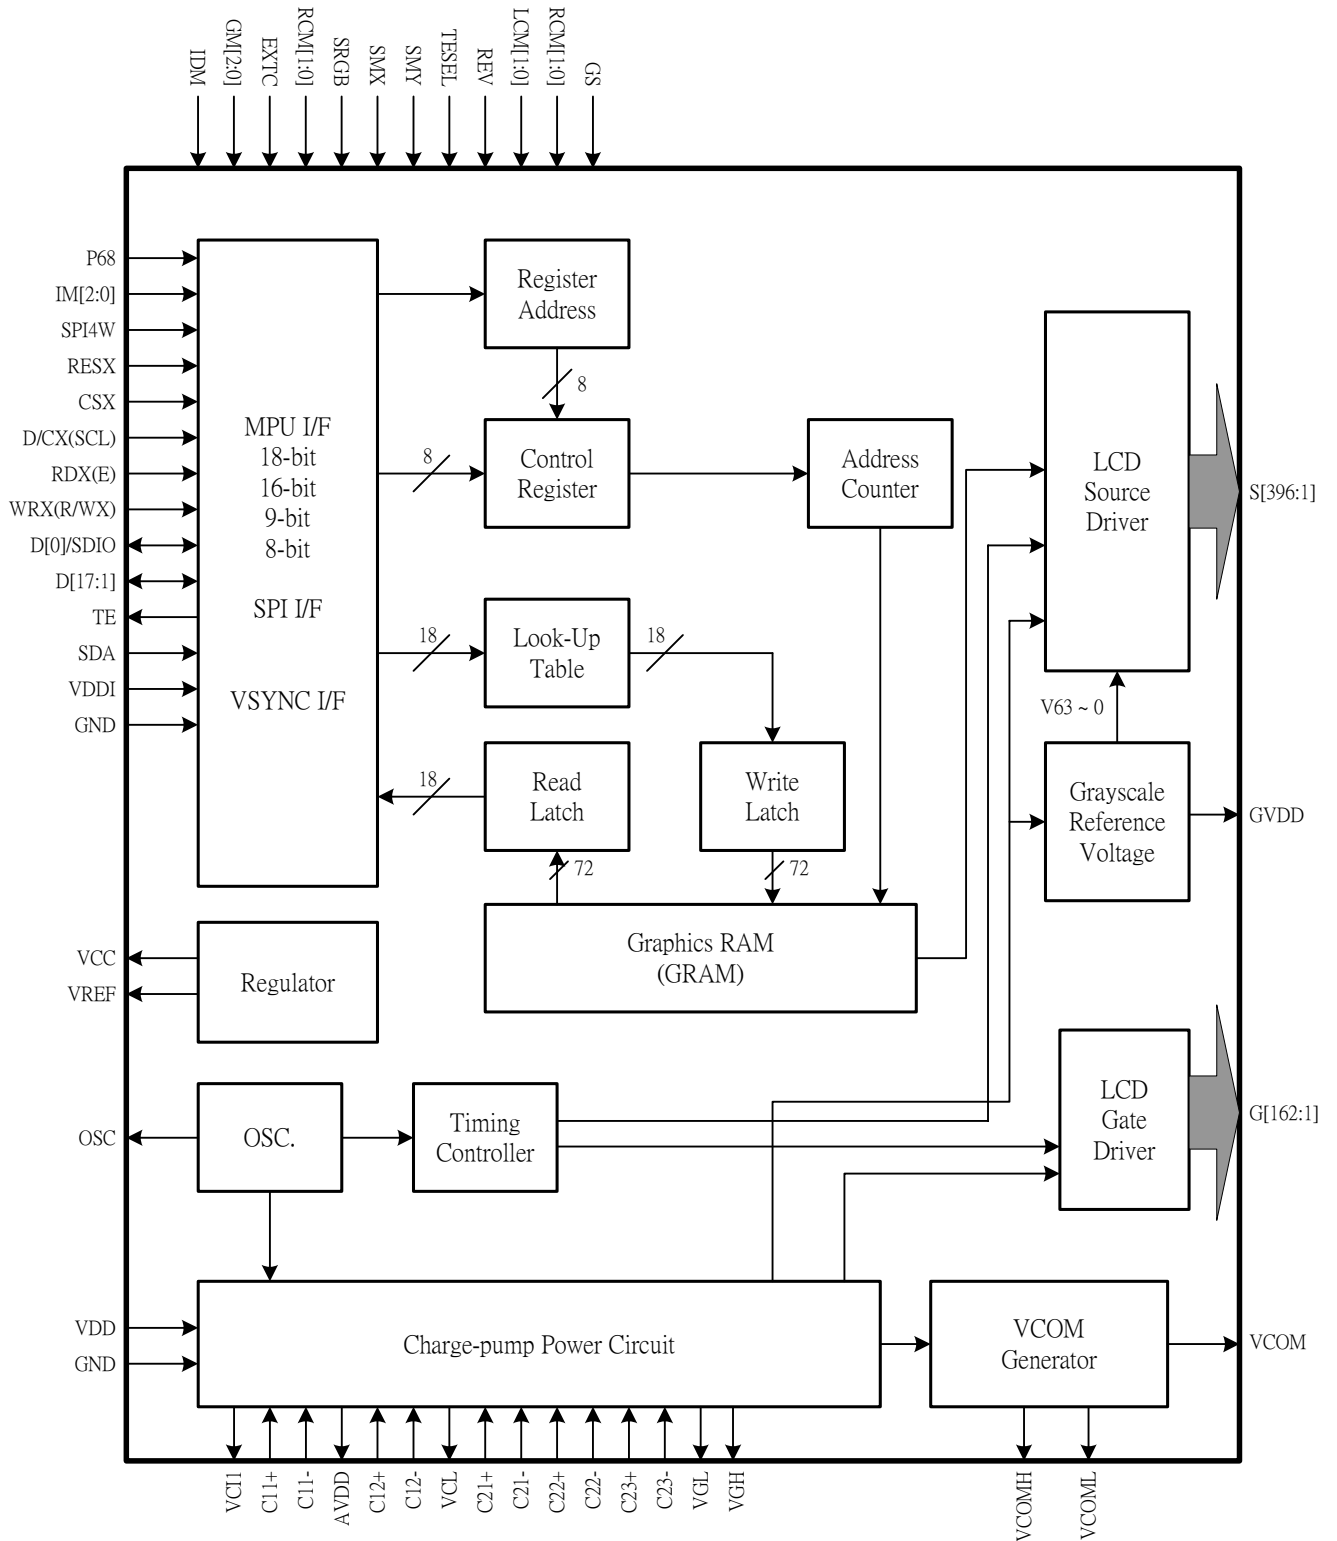 IDM
GM[2:0]
EXTC
RCM[1:0]
SRGB
SMX
SMY
TESEL
REV
LCM[1:0]
RCM[1:0]
GS
P68
IM[2:0]
SPI4W
RESX
CSX
D/CX(SCL)
RDX(E)
WRX(R/WX)
D[0]/SDIO
D[17:1]
TE
SDA
VDDI
GND
MPU I/F
18-bit
16-bit
9-bit
8-bit
SPI I/F
VSYNC I/F
Register
Address
8
8
Control
Register
Address
Counter
18
Look-Up
Table
18
18
Read
Latch
Write
Latch
72
72
Graphics RAM
(GRAM)
LCD
Source
Driver
S[396:1]
V63 ~ 0
Grayscale
Reference
Voltage
GVDD
VCC
VREF
Regulator
OSC
OSC.
Timing
Controller
LCD
Gate
Driver
G[162:1]
VDD
GND
Charge-pump Power Circuit
VCOM
Generator
VCOM
VCI1
C11+
C11-
AVDD
C12+
C12-
VCL
C21+
C21-
C22+
C22-
C23+
C23-
VGL
VGH
VCOMH
VCOML